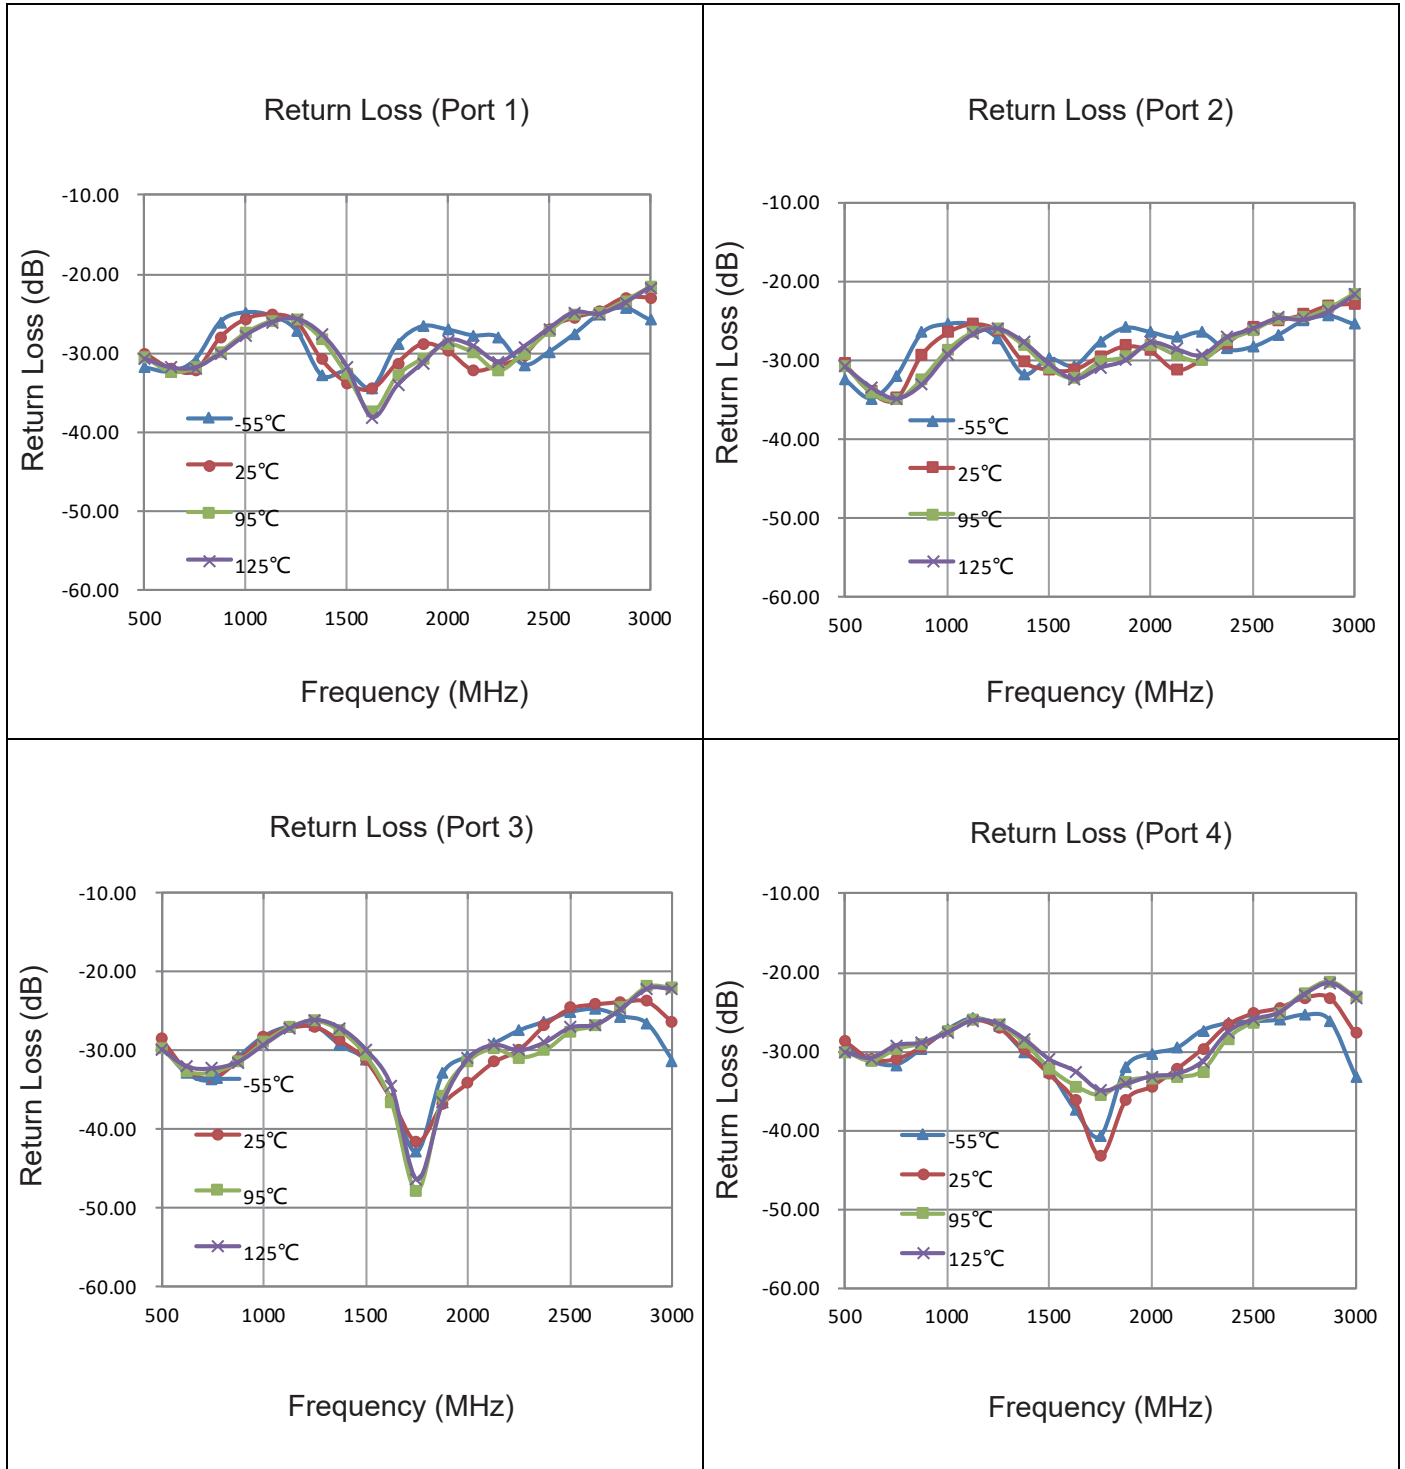 Return Loss (Port 1)
Return Loss (dB)
-10.00
-20.00
-30.00
-40.00
-50.00
-60.00
-55℃
25℃
95℃
125℃
500 1000 1500 2000 2500 3000
Frequency (MHz)
Return Loss (Port 2)
Return Loss (dB)
-10.00
-20.00
-30.00
-40.00
-50.00
-60.00
-55℃
25℃
95℃
125℃
500 1000 1500 2000 2500 3000
Frequency (MHz)
Return Loss (Port 3)
Return Loss (dB)
-10.00
-20.00
-30.00
-40.00
-50.00
-60.00
-55℃
25℃
95℃
125℃
500 1000 1500 2000 2500 3000
Frequency (MHz)
Return Loss (Port 4)
Return Loss (dB)
-10.00
-20.00
-30.00
-40.00
-50.00
-60.00
-55℃
25℃
95℃
125℃
500 1000 1500 2000 2500 3000
Frequency (MHz)